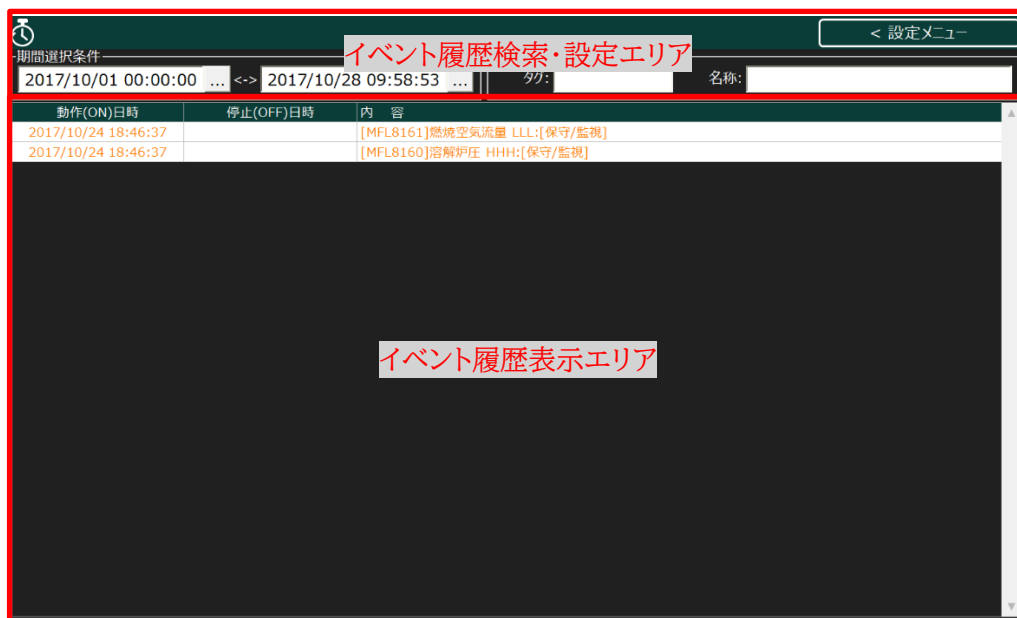 < 設定メニュー
イベント履歴検索・設定エリア
期間選択条件
2017/10/01 00:00:00 ... <-> 2017/10/28 09:58:53 ... タグ: 名称:
動作(ON)日時 停止(OFF)日時 内 容
2017/10/24 18:46:37 [MFL8161]燃焼空気流量 LLL:[保守/監視]
2017/10/24 18:46:37 [MFL8160]溶解炉圧 HHH:[保守/監視]
イベント履歴表示エリア